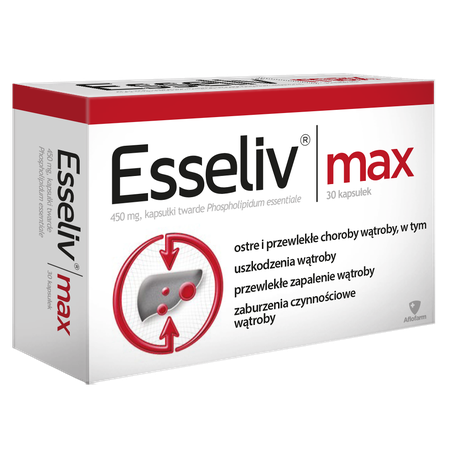 Esseliv® max
450 mg, kapsułki twarde Phospholipidum essentiale
30 kapsułek
ostre i przewlekłe choroby wątroby, w tym
uszkodzenia wątroby
przewlekłe zapalenie wątroby
zaburzenia czynnościowe
wątroby
Aflofarm
Esseliv® max
450 mg, kapsułki twarde
Phospholipidum essentiale
30 kapsułek